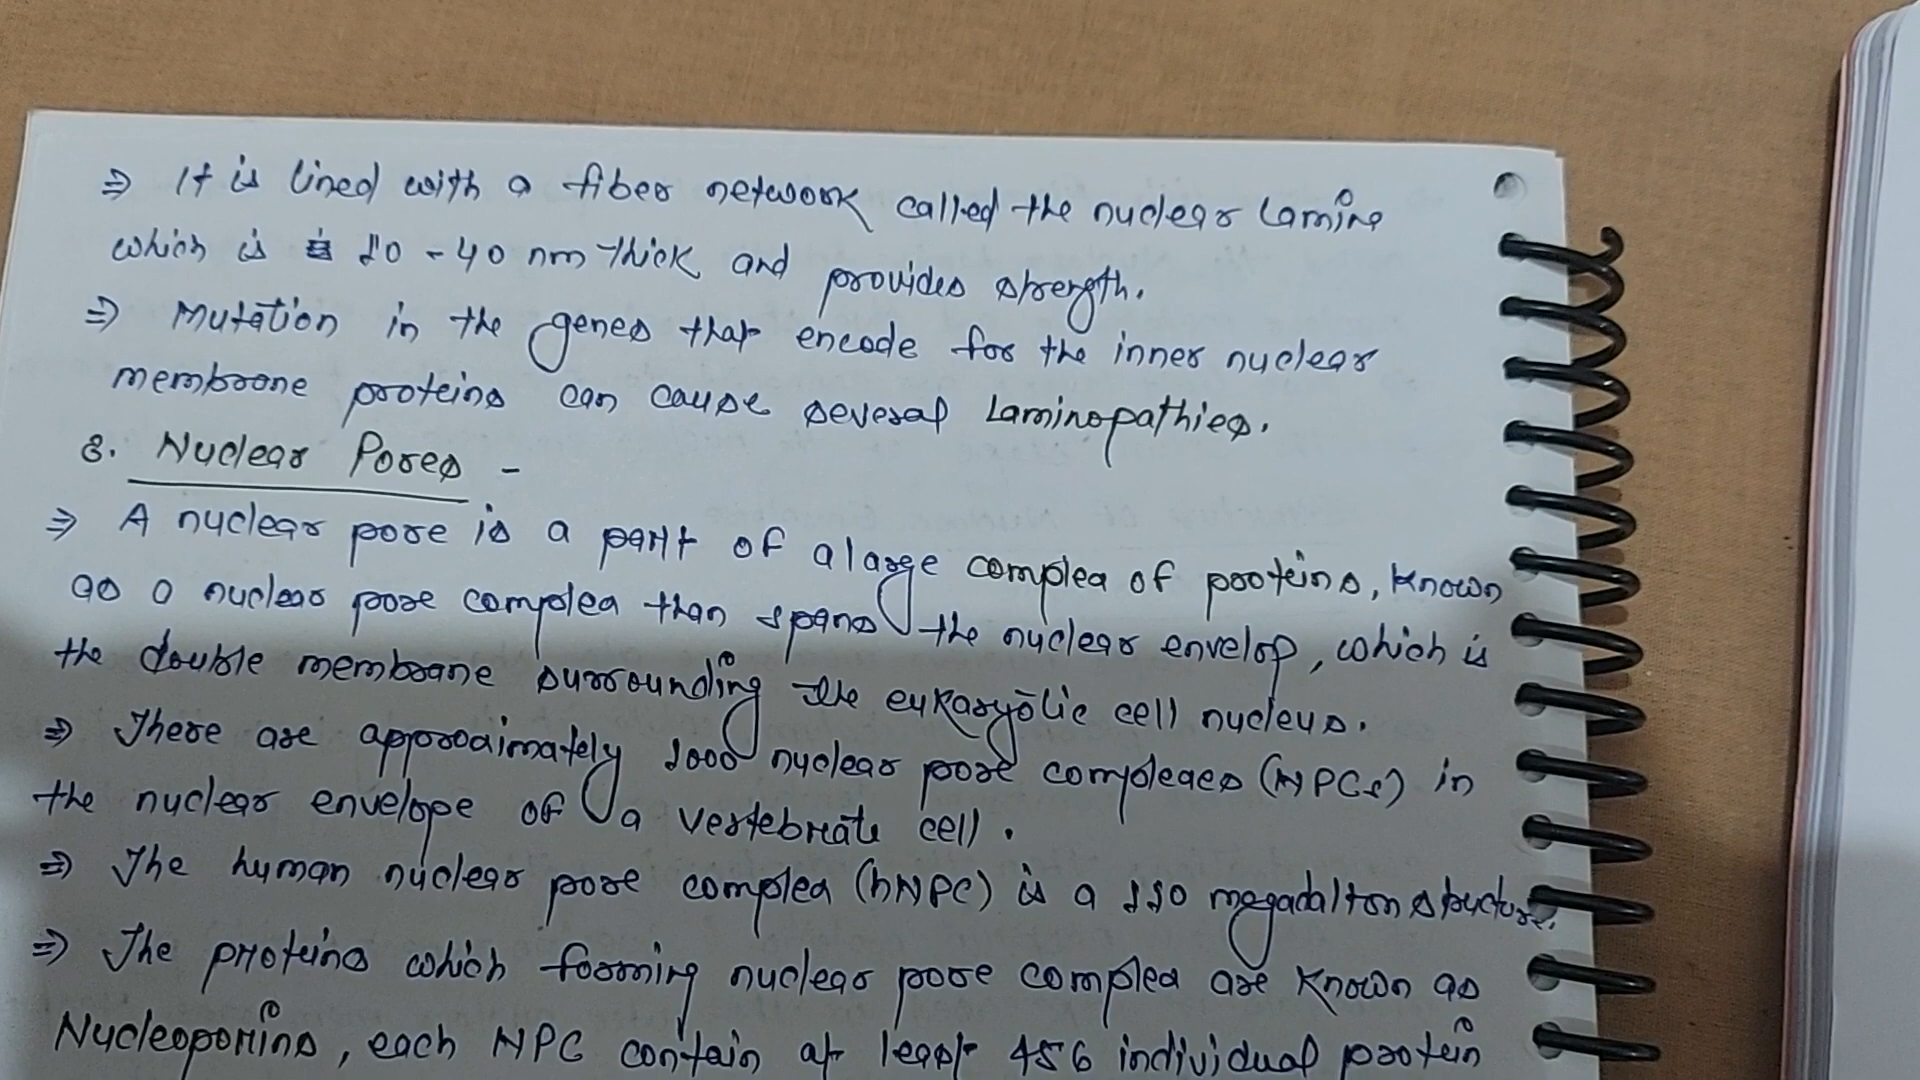 ⇒ It is lined with a fiber network called the nuclear lamine
which is 10-40 nm thick and provides strength.
⇒ Mutation in the genes that encode for the inner nuclear
membrane proteins can cause several Laminopathies.
3. Nuclear Pores -
⇒ A nuclear pore is a part of a large complex of proteins, known
as a nuclear pore complex than spans the nuclear envelop, which is
the double membrane surrounding the eukaryotic cell nucleus.
⇒ There are approximately 1000 nuclear pore complexes (NPCs) in
the nuclear envelope of a vertebrate cell.
⇒ The human nuclear pore complex (hNPC) is a 110 megadalton structure.
⇒ The proteins which forming nuclear pore complex are known as
Nucleoporins, each NPC contain at least 456 individual protein